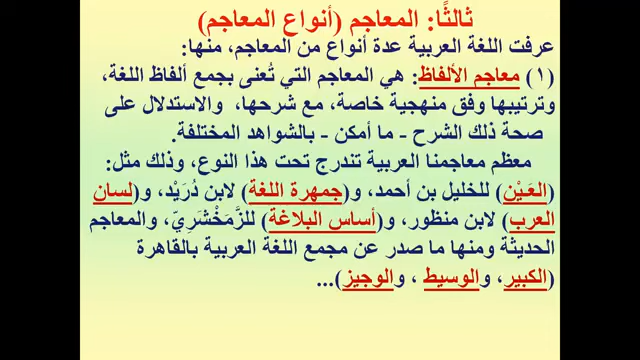 ثالثًا: المعاجم (أنواع المعاجم)
عرفت اللغة العربية عدة أنواع من المعاجم، منها:
(١) معاجم الألفاظ: هي المعاجم التي تُعنى بجمع ألفاظ اللغة،
وترتيبها وفق منهجية خاصة، مع شرحها، والاستدلال على
صحة ذلك الشرح - ما أمكن - بالشواهد المختلفة.
معظم معاجمنا العربية تندرج تحت هذا النوع، وذلك مثل:
(العَيْن) للخليل بن أحمد، و(جمهرة اللغة) لابن دُرَيْد، و(لسان
العرب) لابن منظور، و(أساس البلاغة) للزَّمَخْشَرِيّ، والمعاجم
الحديثة ومنها ما صدر عن مجمع اللغة العربية بالقاهرة
(الكبير، والوسيط ، والوجيز)...